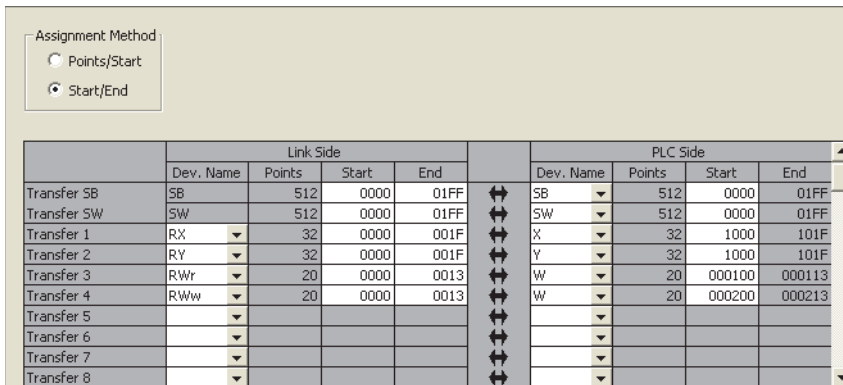 Assignment Method
Points/Start
Start/End
Link Side PLC Side
Dev. Name Points Start End Dev. Name Points Start End
Transfer SB SB 512 0000 01FF SB 512 0000 01FF
Transfer SW SW 512 0000 01FF SW 512 0000 01FF
Transfer 1 RX 32 0000 001F X 32 1000 101F
Transfer 2 RY 32 0000 001F Y 32 1000 101F
Transfer 3 RWr 20 0000 0013 W 20 000100 000113
Transfer 4 RWw 20 0000 0013 W 20 000200 000213
Transfer 5
Transfer 6
Transfer 7
Transfer 8